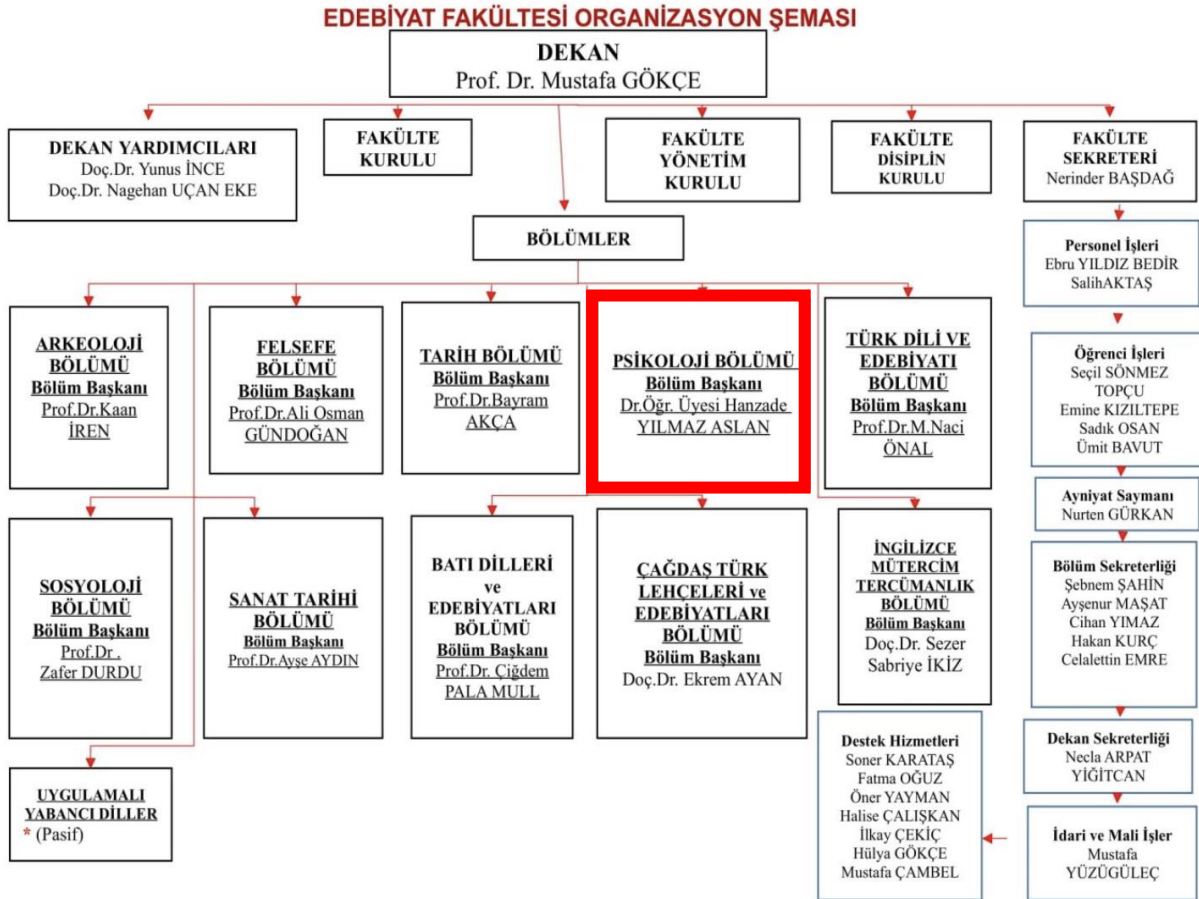 EDEBİYAT FAKÜLTESİ ORGANİZASYON ŞEMASI
DEKAN
Prof. Dr. Mustafa GÖKÇE
DEKAN YARDIMCILARI
Doç.Dr. Yunus İNCE
Doç.Dr. Nagehan UÇAN EKE
FAKÜLTE
KURULU
FAKÜLTE
YÖNETİM
KURULU
FAKÜLTE
DİSİPLİN
KURULU
FAKÜLTE
SEKRETERİ
Nerinder BAŞDAĞ
BÖLÜMLER
Personel İşleri
Ebru YILDIZ BEDİR
SalihAKTAŞ
ARKEOLOJİ
BÖLÜMÜ
Bölüm Başkanı
Prof.Dr.Kaan
İREN
FELSEFE
BÖLÜMÜ
Bölüm Başkanı
Prof.Dr.Ali Osman
GÜNDOĞAN
TARİH BÖLÜMÜ
Bölüm Başkanı
Prof.Dr.Bayram
AKÇA
PSİKOLOJİ BÖLÜMÜ
Bölüm Başkanı
Dr.Öğr. Üyesi Hanzade
YILMAZ ASLAN
TÜRK DİLİ VE
EDEBİYATI
BÖLÜMÜ
Bölüm Başkanı
Prof.Dr.M.Naci
ÖNAL
Öğrenci İşleri
Seçil SÖNMEZ
TOPÇU
Emine KIZILTEPE
Sadık OSAN
Ümit BAVUT
Ayniyat Saymanı
Nurten GÜRKAN
SOSYOLOJİ
BÖLÜMÜ
Bölüm Başkanı
Prof.Dr .
Zafer DURDU
SANAT TARİHİ
BÖLÜMÜ
Bölüm Başkanı
Prof.Dr.Ayşe AYDIN
BATI DİLLERİ
ve
EDEBİYATLARI
BÖLÜMÜ
Bölüm Başkanı
Prof.Dr. Çiğdem
PALA MULL
ÇAĞDAŞ TÜRK
LEHÇELERİ ve
EDEBİYATLARI
BÖLÜMÜ
Bölüm Başkanı
Doç.Dr. Ekrem AYAN
İNGİLİZCE
MÜTERCİM
TERCÜMANLIK
BÖLÜMÜ
Bölüm Başkanı
Doç.Dr. Sezer
Sabriye İKİZ
Bölüm Sekreterliği
Şebnem ŞAHİN
Ayşenur MAŞAT
Cihan YIMAZ
Hakan KURÇ
Celalettin EMRE
Dekan Sekreterliği
Necla ARPAT
YİĞİTCAN
UYGULAMALI
YABANCI DİLLER
* (Pasif)
Destek Hizmetleri
Soner KARATAŞ
Fatma OĞUZ
Öner YAYMAN
Halise ÇALIŞKAN
İlkay ÇEKİÇ
Hülya GÖKÇE
Mustafa ÇAMBEL
İdari ve Mali İşler
Mustafa
YÜZÜGÜLEÇ